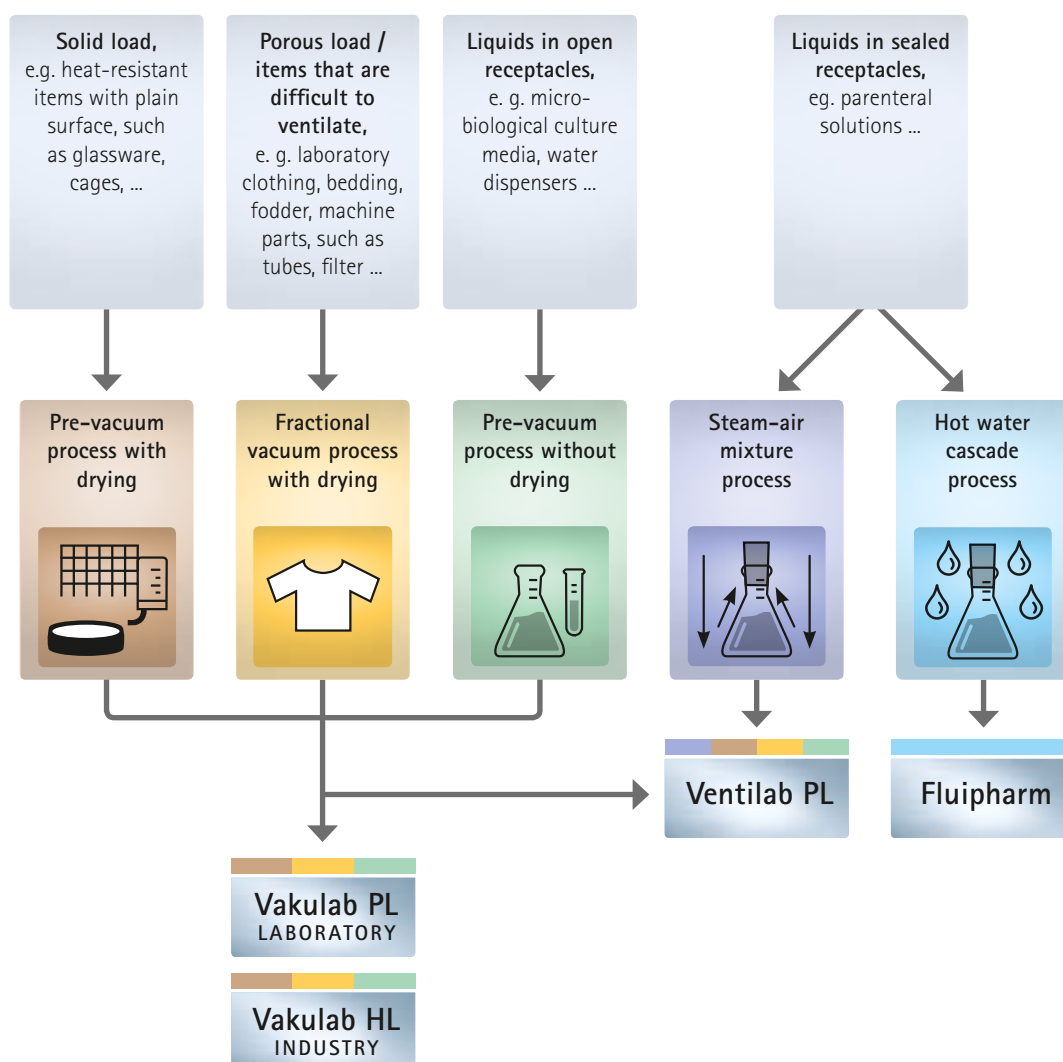 Solid load,
e.g. heat-resistant
items with plain
surface, such
as glassware,
cages, ...
Porous load /
items that are
difficult to
ventilate,
e. g. laboratory
clothing, bedding,
fodder, machine
parts, such as
tubes, filter ...
Liquids in open
receptacles,
e. g. micro-
biological culture
media, water
dispensers ...
Liquids in sealed
receptacles,
eg. parenteral
solutions ...
Pre-vacuum
process with
drying
Fractional
vacuum process
with drying
Pre-vacuum
process without
drying
Steam-air
mixture
process
Hot water
cascade
process
Ventilab PL
Fluipharm
Vakulab PL
LABORATORY
Vakulab HL
INDUSTRY